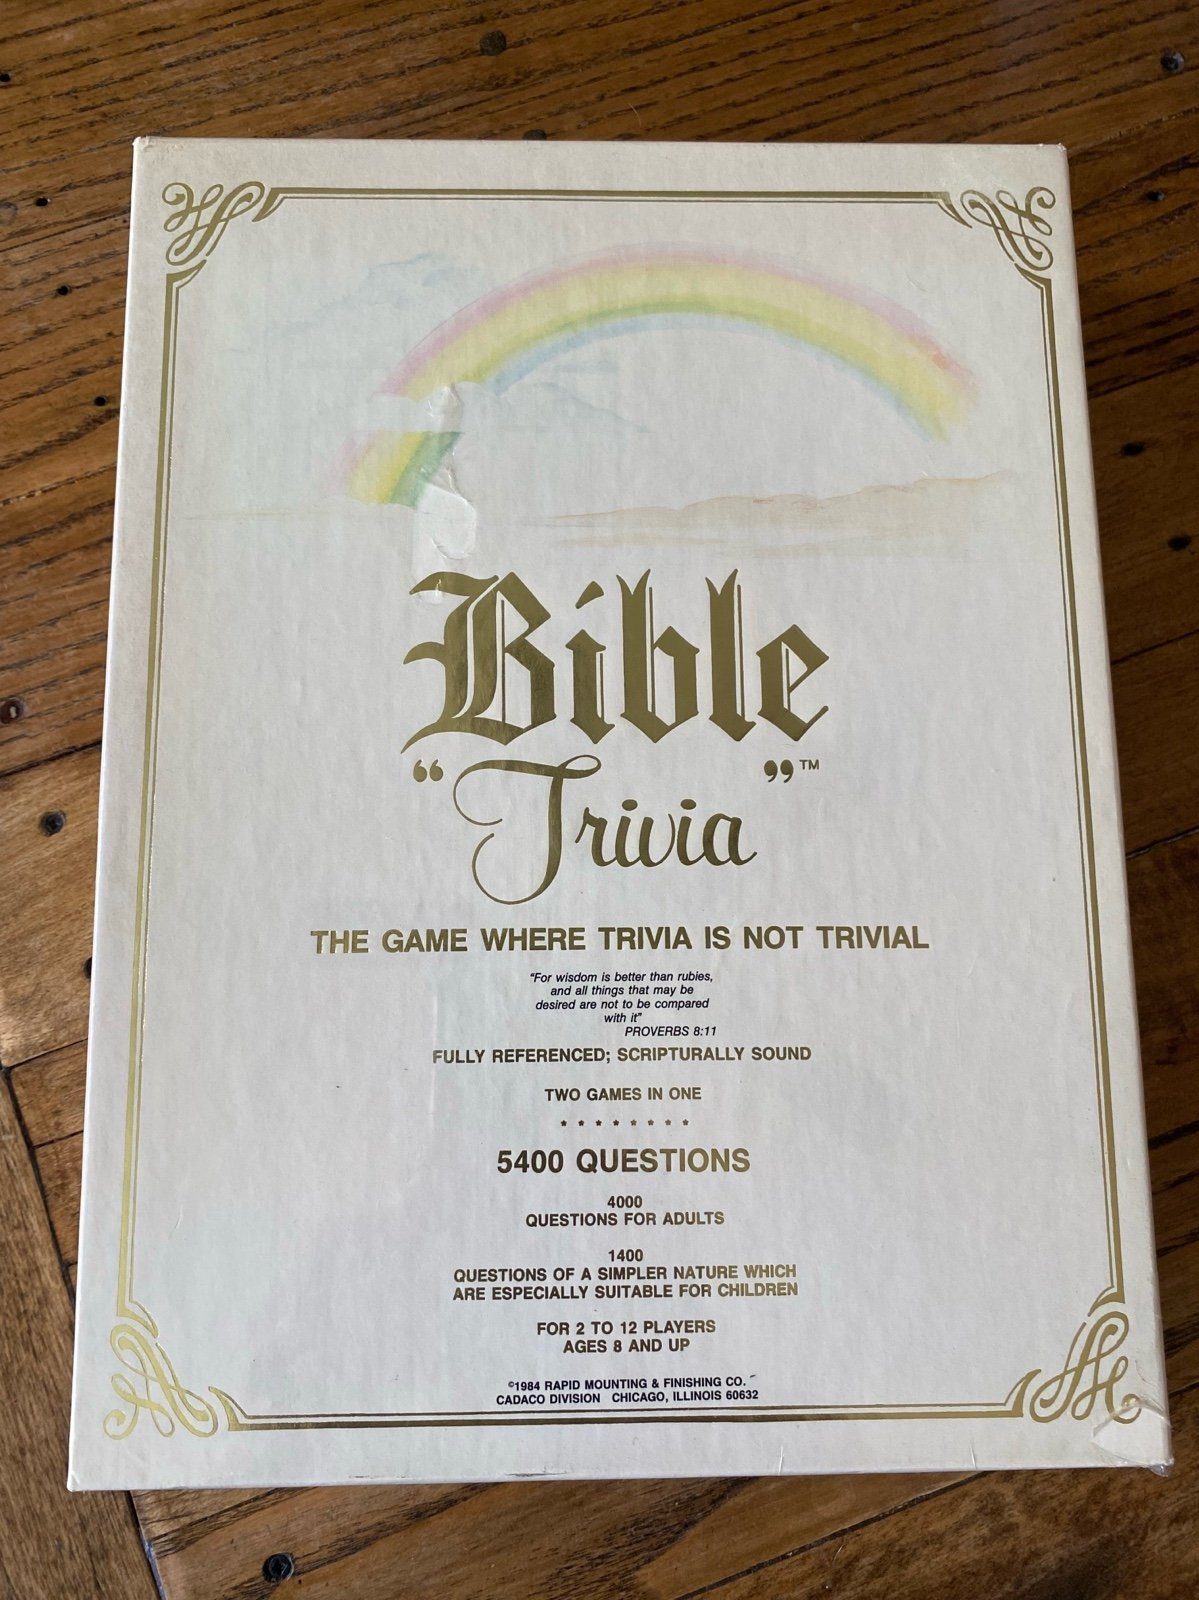 Bible
"Trivia"™
THE GAME WHERE TRIVIA IS NOT TRIVIAL
"For wisdom is better than rubies,
and all things that may be
desired are not to be compared
with it"
PROVERBS 8:11
FULLY REFERENCED; SCRIPTURALLY SOUND
TWO GAMES IN ONE
* * * * * * * *
5400 QUESTIONS
4000
QUESTIONS FOR ADULTS
1400
QUESTIONS OF A SIMPLER NATURE WHICH
ARE ESPECIALLY SUITABLE FOR CHILDREN
FOR 2 TO 12 PLAYERS
AGES 8 AND UP
©1984 RAPID MOUNTING & FINISHING CO.
CADACO DIVISION CHICAGO, ILLINOIS 60632